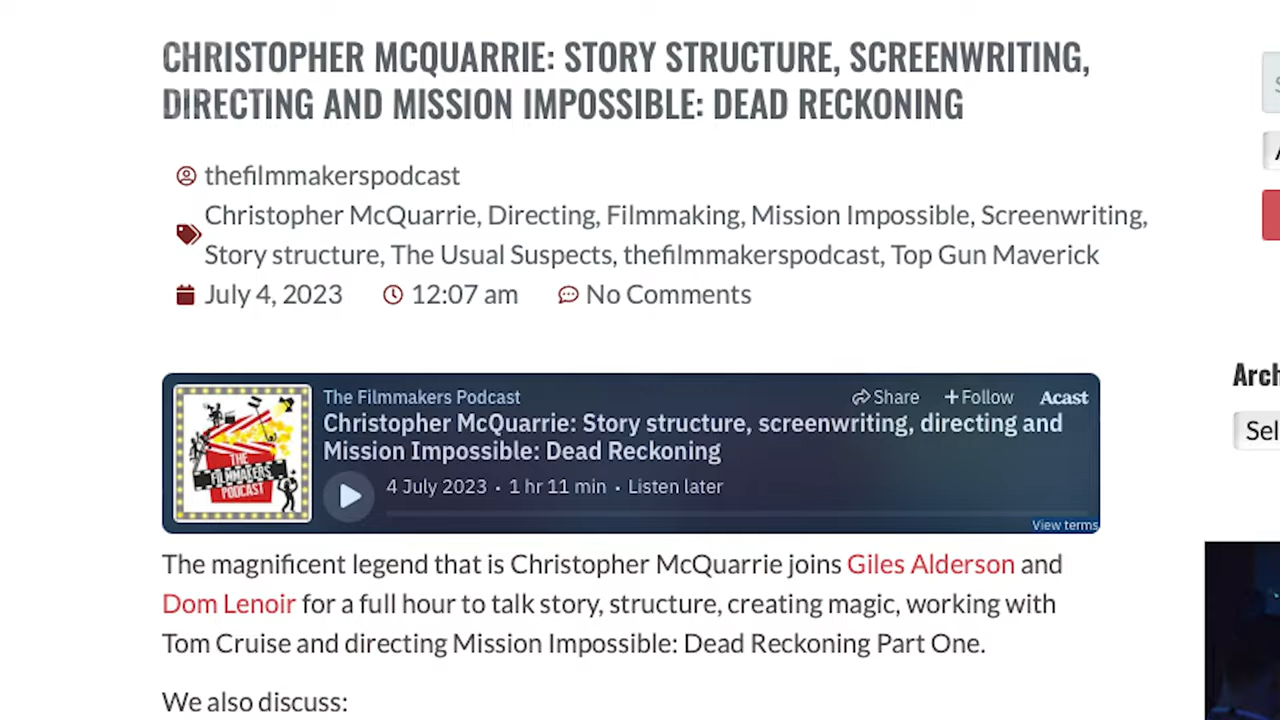 CHRISTOPHER MCQUARRIE: STORY STRUCTURE, SCREENWRITING,
DIRECTING AND MISSION IMPOSSIBLE: DEAD RECKONING
thefilmmakerspodcast
Christopher McQuarrie, Directing, Filmmaking, Mission Impossible, Screenwriting,
Story structure, The Usual Suspects, thefilmmakerspodcast, Top Gun Maverick
July 4, 2023 12:07 am No Comments
The Filmmakers Podcast Share Follow Acast
Arch
Christopher McQuarrie: Story structure, screenwriting, directing and
Mission Impossible: Dead Reckoning
Sel
THE
FILMMAKERS
PODCAST
4 July 2023 • 1 hr 11 min • Listen later
View terms
The magnificent legend that is Christopher McQuarrie joins Giles Alderson and
Dom Lenoir for a full hour to talk story, structure, creating magic, working with
Tom Cruise and directing Mission Impossible: Dead Reckoning Part One.
We also discuss: